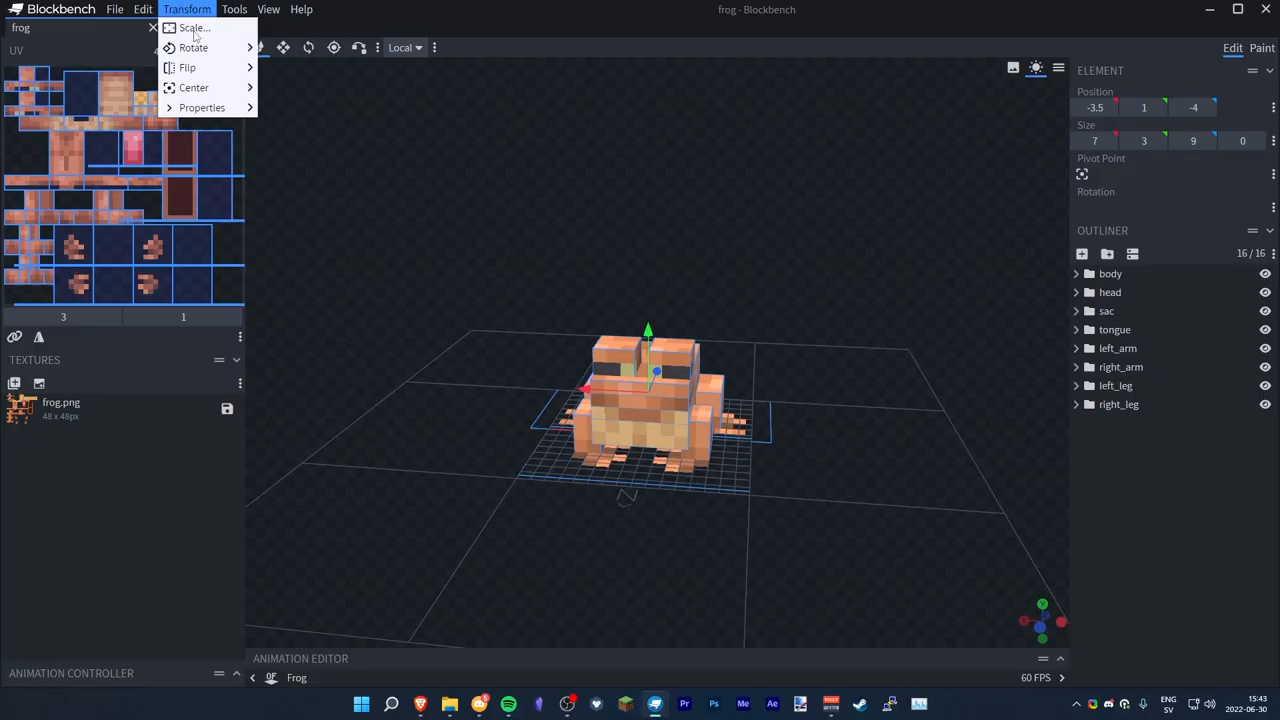 Blockbench File Edit Transform Tools View Help
frog - Blockbench
frog
Scale...
Rotate
Flip
Center
Properties
UV
Local
Edit Paint
ELEMENT
Position
-3.5 1 -4
Size
7 3 9 0
Pivot Point
Rotation
OUTLINER
16 / 16
body
head
sac
tongue
left_arm
right_arm
left_leg
right_leg
3 1
TEXTURES
frog.png
48 x 48px
ANIMATION CONTROLLER
ANIMATION EDITOR
0F Frog
60 FPS
ENG
SV
15:43
2022-06-30